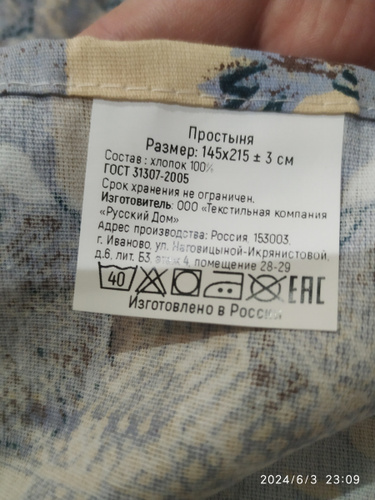 Простыня
Размер: 145х215 ± 3 см
Состав : хлопок 100%
ГОСТ 31307-2005
Срок хранения не ограничен.
Изготовитель: ООО «Текстильная компания
«Русский Дом»
Адрес производства: Россия, 153003,
г. Иваново, ул. Наговицыной-Икрянистовой,
д.6, лит. Б3, этаж 4, помещение 28-29
40 EAC
Изготовлено в России
2024/6/3 23:09